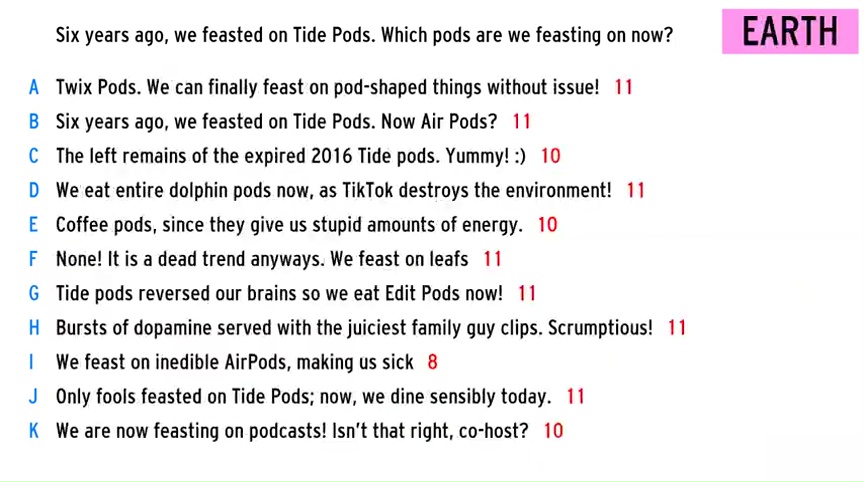 Six years ago, we feasted on Tide Pods. Which pods are we feasting on now?
EARTH
A Twix Pods. We can finally feast on pod-shaped things without issue! 11
B Six years ago, we feasted on Tide Pods. Now Air Pods? 11
C The left remains of the expired 2016 Tide pods. Yummy! :) 10
D We eat entire dolphin pods now, as TikTok destroys the environment! 11
E Coffee pods, since they give us stupid amounts of energy. 10
F None! It is a dead trend anyways. We feast on leafs 11
G Tide pods reversed our brains so we eat Edit Pods now! 11
H Bursts of dopamine served with the juiciest family guy clips. Scrumptious! 11
I We feast on inedible AirPods, making us sick 8
J Only fools feasted on Tide Pods; now, we dine sensibly today. 11
K We are now feasting on podcasts! Isn't that right, co-host? 10